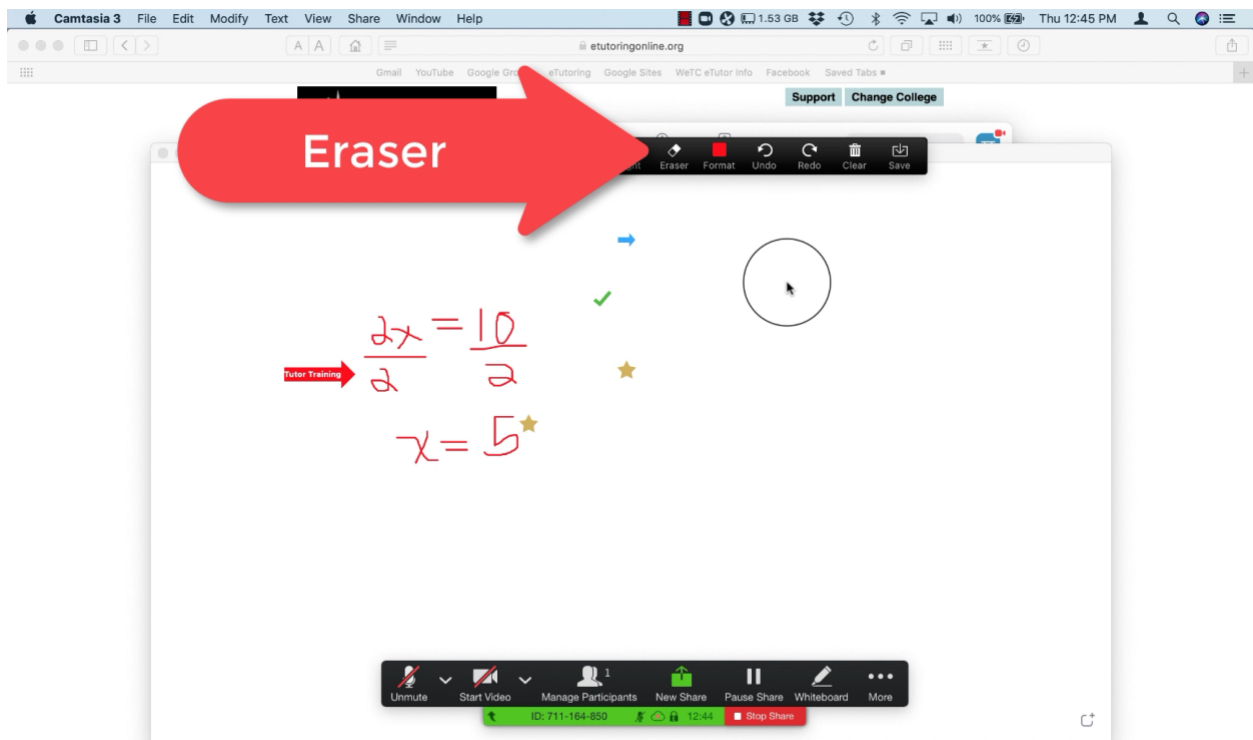 Camtasia 3 File Edit Modify Text View Share Window Help 1.53 GB 100% Thu 12:45 PM
A A etutoringonline.org
Gmail YouTube Google Gro eTutoring Google Sites WeTC eTutor Info Facebook Saved Tabs
Support Change College
Eraser
Eraser Format Undo Redo Clear Save
2x = 10
Tutor Training
2 2
x = 5
1
Unmute Start Video Manage Participants New Share Pause Share Whiteboard More
ID: 711-164-850 12:44 Stop Share